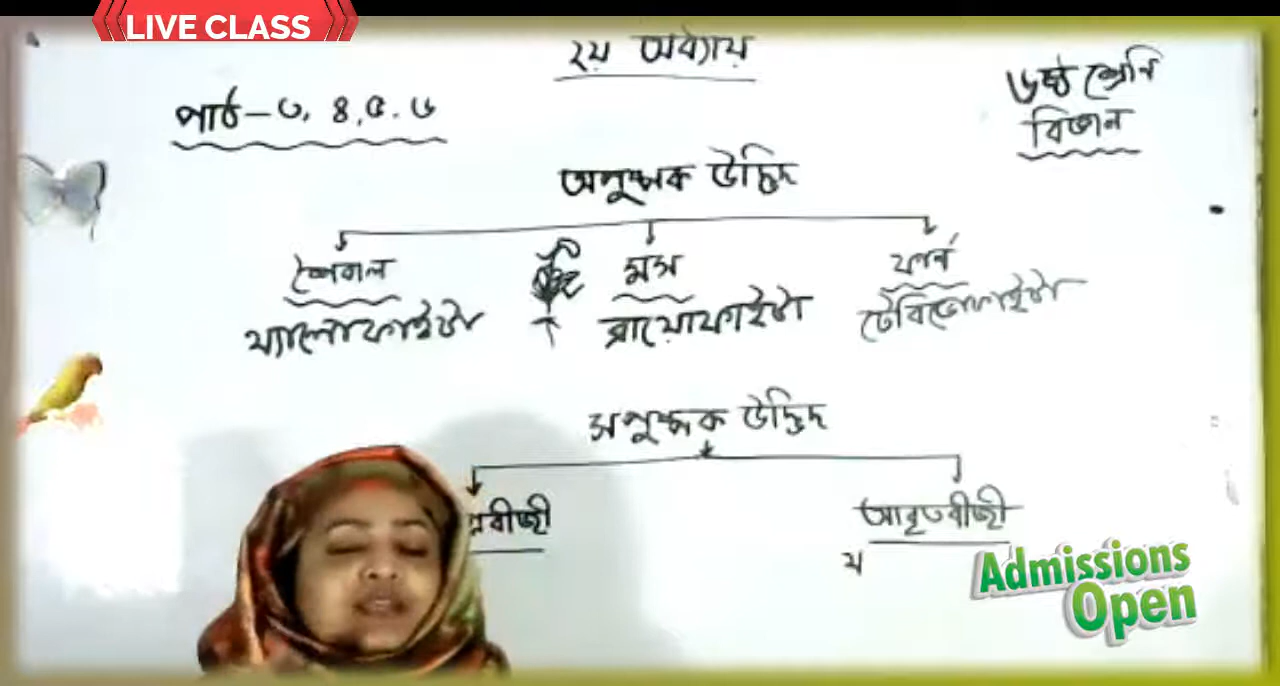 LIVE CLASS
২য় অধ্যায়
৬ষ্ঠ শ্রেনি
পাঠ-৩, ৪,৫.৬
বিজ্ঞান
অপুষ্পক উদ্ভিদ
শৈবাল মস ফার্ন
থ্যালোফাইটা ব্রায়োফাইটা টেরিডোফাইটা
সপুষ্পক উদ্ভিদ
নবীজী আবৃতবীজী
Admissions
Open